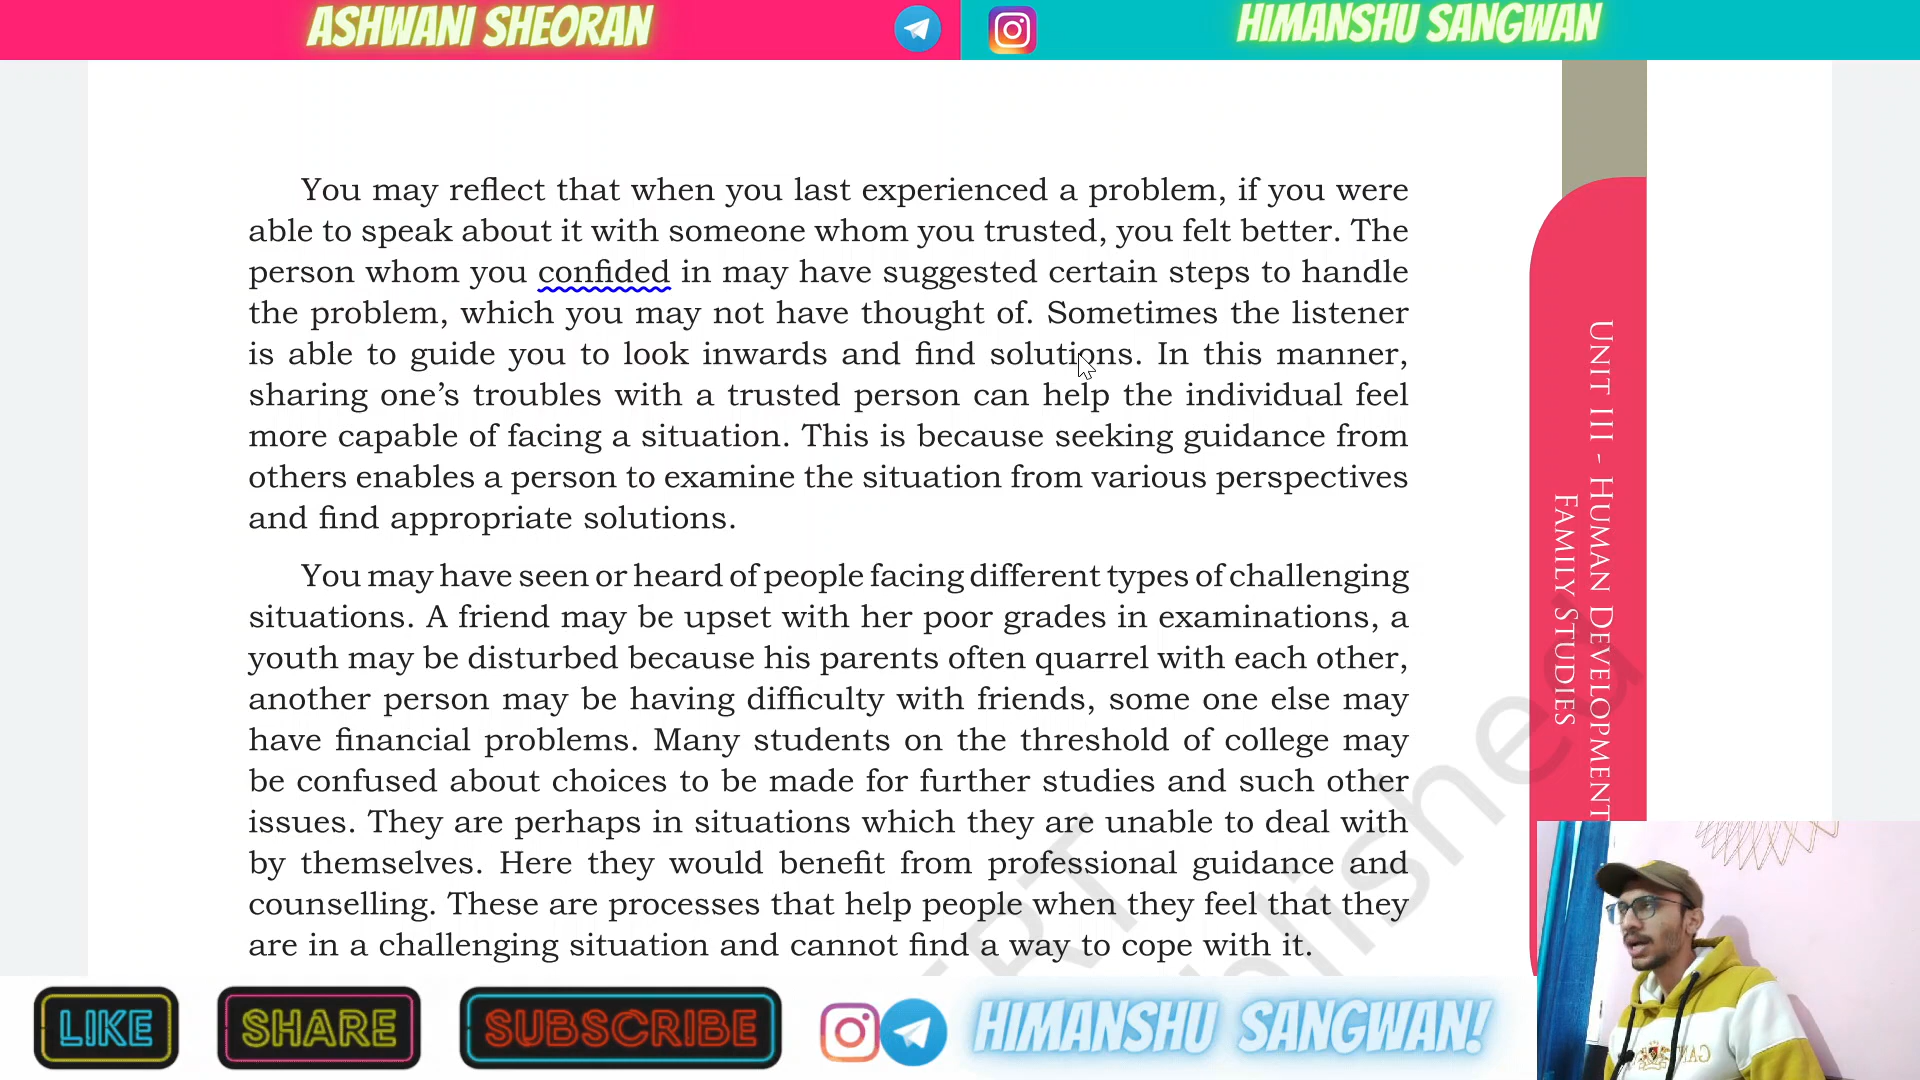 ASHWANI SHEORAN
HIMANSHU SANGWAN
You may reflect that when you last experienced a problem, if you were
able to speak about it with someone whom you trusted, you felt better. The
person whom you confided in may have suggested certain steps to handle
the problem, which you may not have thought of. Sometimes the listener
is able to guide you to look inwards and find solutions. In this manner,
sharing one's troubles with a trusted person can help the individual feel
more capable of facing a situation. This is because seeking guidance from
others enables a person to examine the situation from various perspectives
and find appropriate solutions.
You may have seen or heard of people facing different types of challenging
situations. A friend may be upset with her poor grades in examinations, a
youth may be disturbed because his parents often quarrel with each other,
another person may be having difficulty with friends, some one else may
have financial problems. Many students on the threshold of college may
be confused about choices to be made for further studies and such other
issues. They are perhaps in situations which they are unable to deal with
by themselves. Here they would benefit from professional guidance and
counselling. These are processes that help people when they feel that they
are in a challenging situation and cannot find a way to cope with it.
UNIT III - HUMAN DEVELOPMENT
FAMILY STUDIES
LIKE
SHARE
SUBSCRIBE
HIMANSHU SANGWAN!